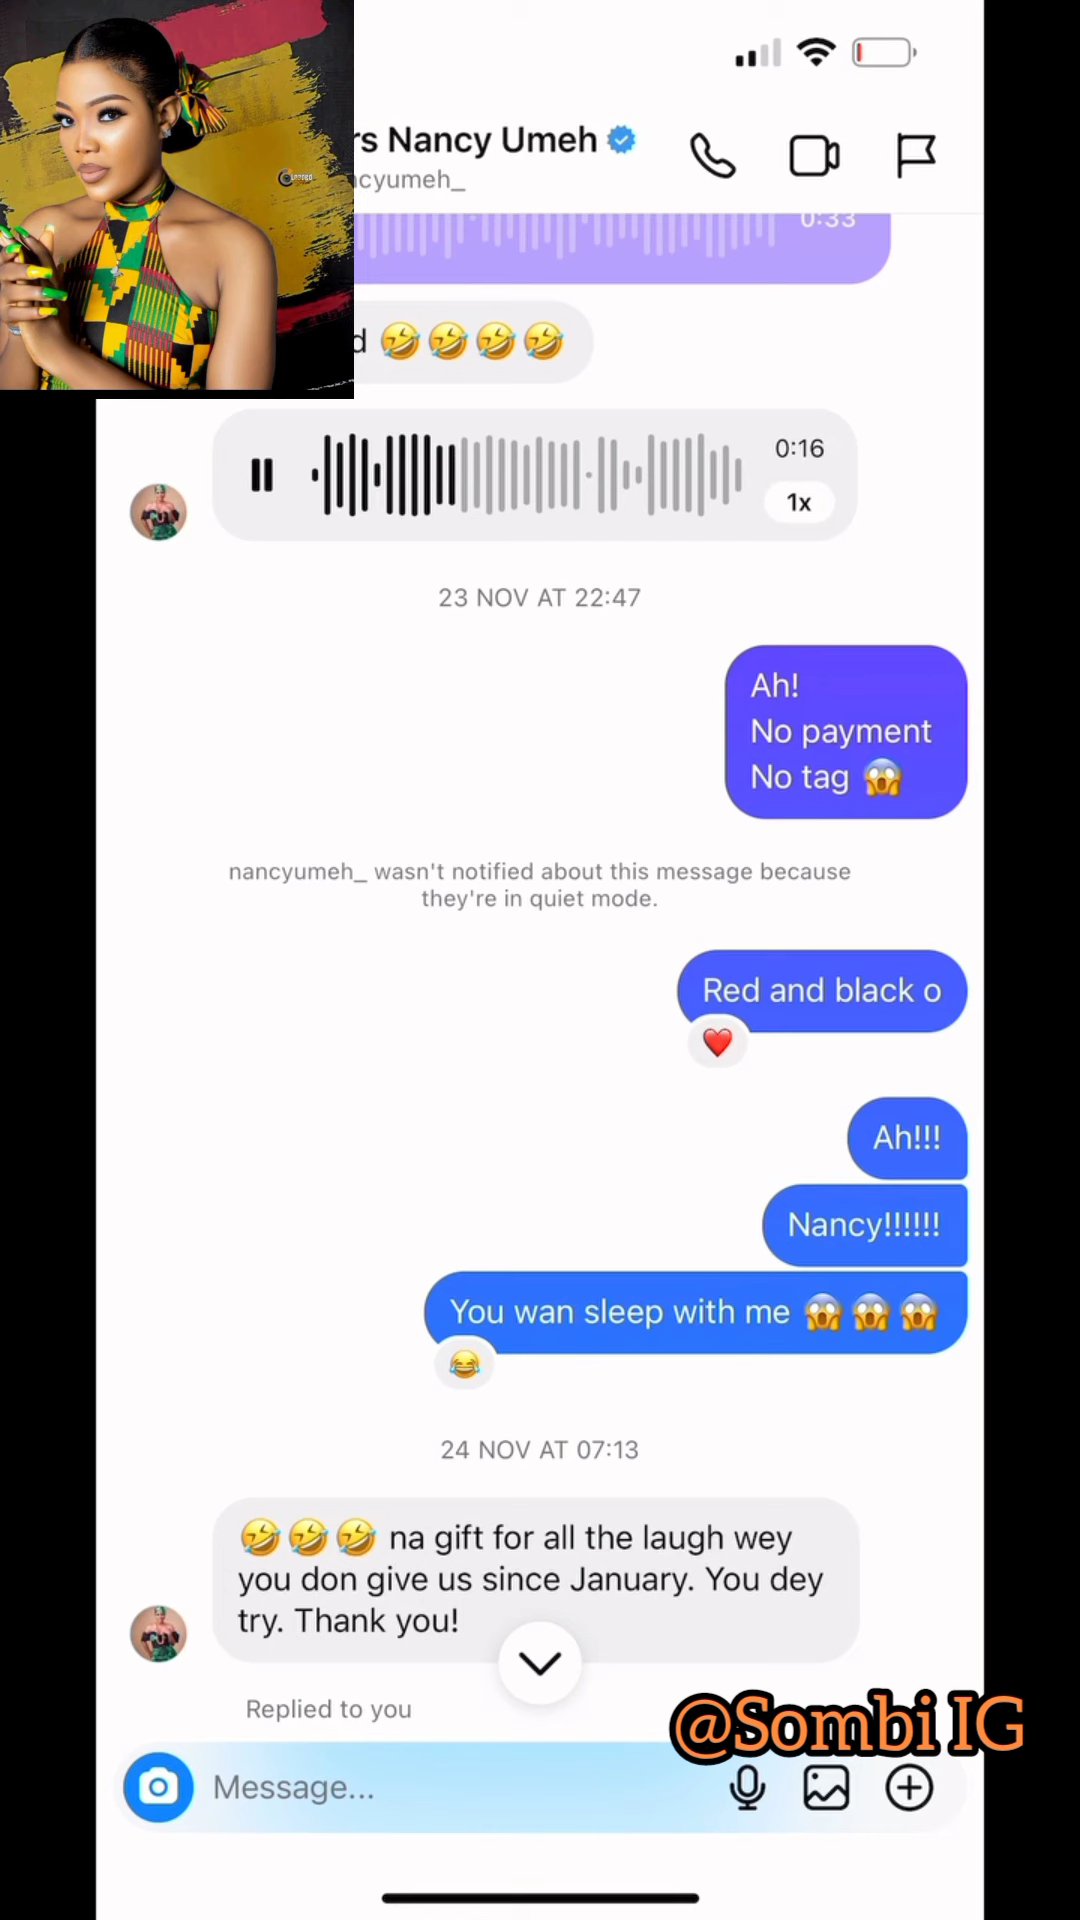 s Nancy Umeh
cyumeh_
0:33
d 🤣🤣🤣🤣
0:16
1x
23 NOV AT 22:47
Ah!
No payment
No tag 😱
nancyumeh_ wasn't notified about this message because
they're in quiet mode.
Red and black o
Ah!!!
Nancy!!!!!!
You wan sleep with me 😱😱😱
24 NOV AT 07:13
🤣🤣🤣 na gift for all the laugh wey
you don give us since January. You dey
try. Thank you!
Replied to you
@Sombi IG
Message...